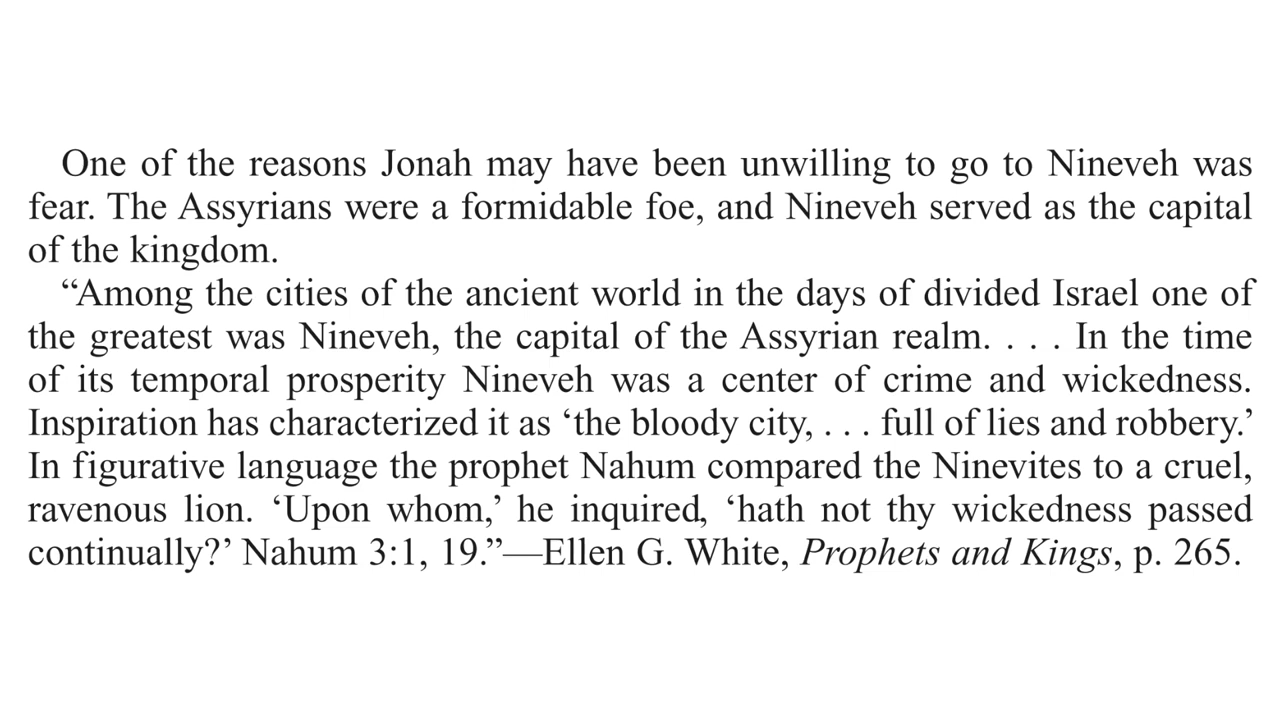 One of the reasons Jonah may have been unwilling to go to Nineveh was
fear. The Assyrians were a formidable foe, and Nineveh served as the capital
of the kingdom.
“Among the cities of the ancient world in the days of divided Israel one of
the greatest was Nineveh, the capital of the Assyrian realm. . . . In the time
of its temporal prosperity Nineveh was a center of crime and wickedness.
Inspiration has characterized it as ‘the bloody city, . . . full of lies and robbery.’
In figurative language the prophet Nahum compared the Ninevites to a cruel,
ravenous lion. ‘Upon whom,’ he inquired, ‘hath not thy wickedness passed
continually?’ Nahum 3:1, 19.”—Ellen G. White, Prophets and Kings, p. 265.